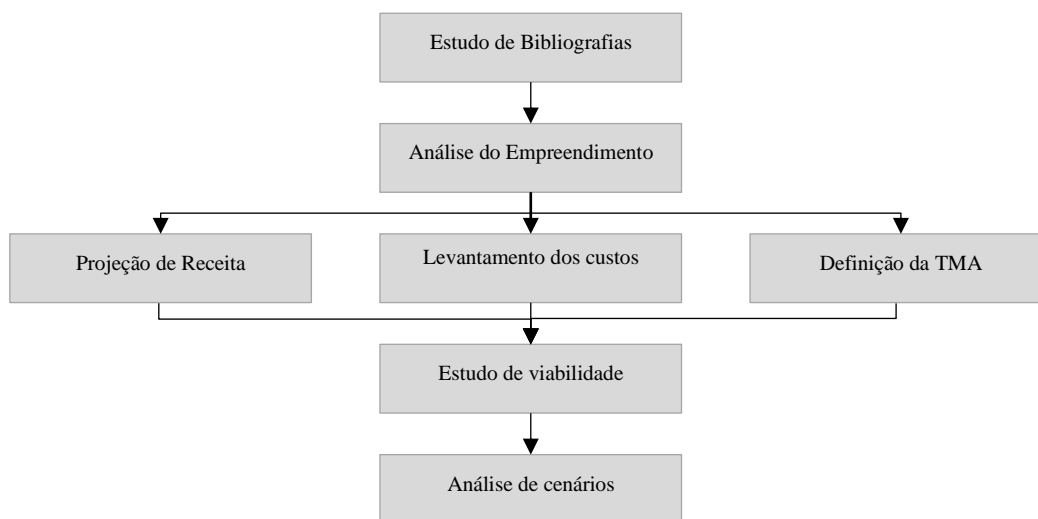 Estudo de Bibliografias
Análise do Empreendimento
Projeção de Receita
Levantamento dos custos
Definição da TMA
Estudo de viabilidade
Análise de cenários